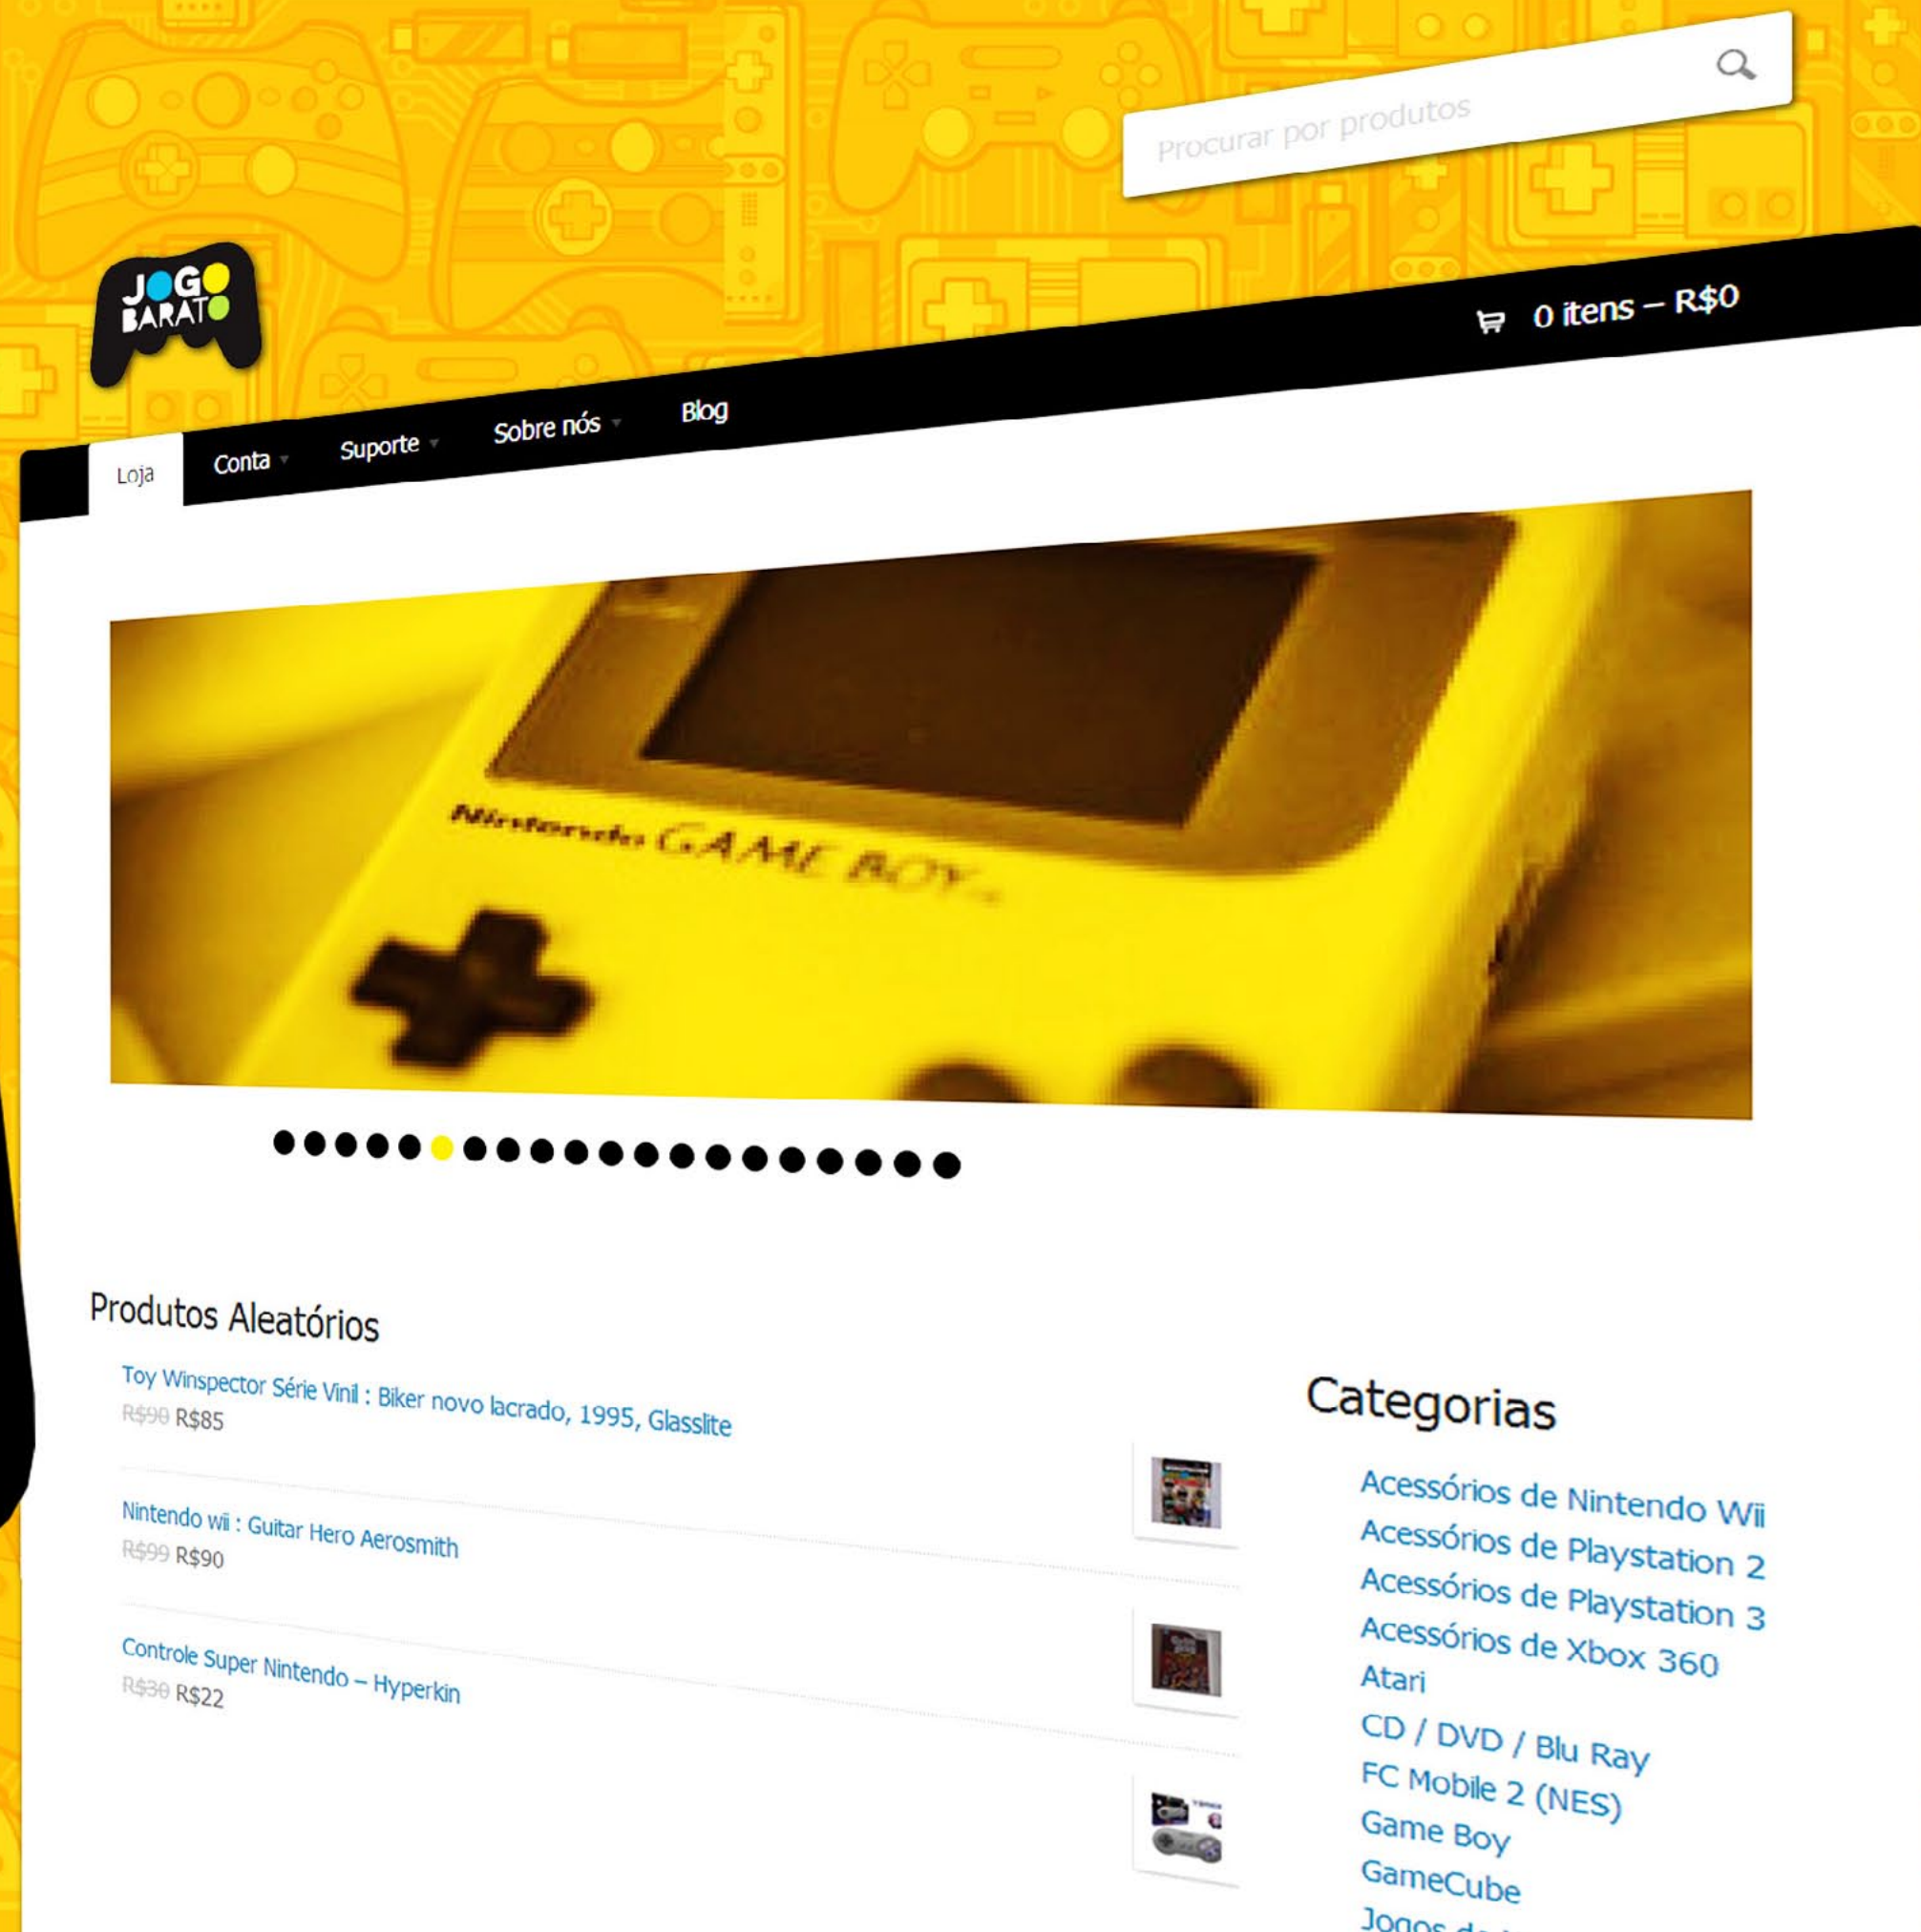 Procurar por produtos
JOGO
BARATO
0 itens – R$0
Loja
Conta
Suporte
Sobre nós
Blog
Nintendo GAME BOY
Produtos Aleatórios
Toy Winspector Série Vinil : Biker novo lacrado, 1995, Glasslite
R$90 R$85
Nintendo wii : Guitar Hero Aerosmith
R$99 R$90
Controle Super Nintendo – Hyperkin
R$30 R$22
Categorias
Acessórios de Nintendo Wii
Acessórios de Playstation 2
Acessórios de Playstation 3
Acessórios de Xbox 360
Atari
CD / DVD / Blu Ray
FC Mobile 2 (NES)
Game Boy
GameCube
Jogos